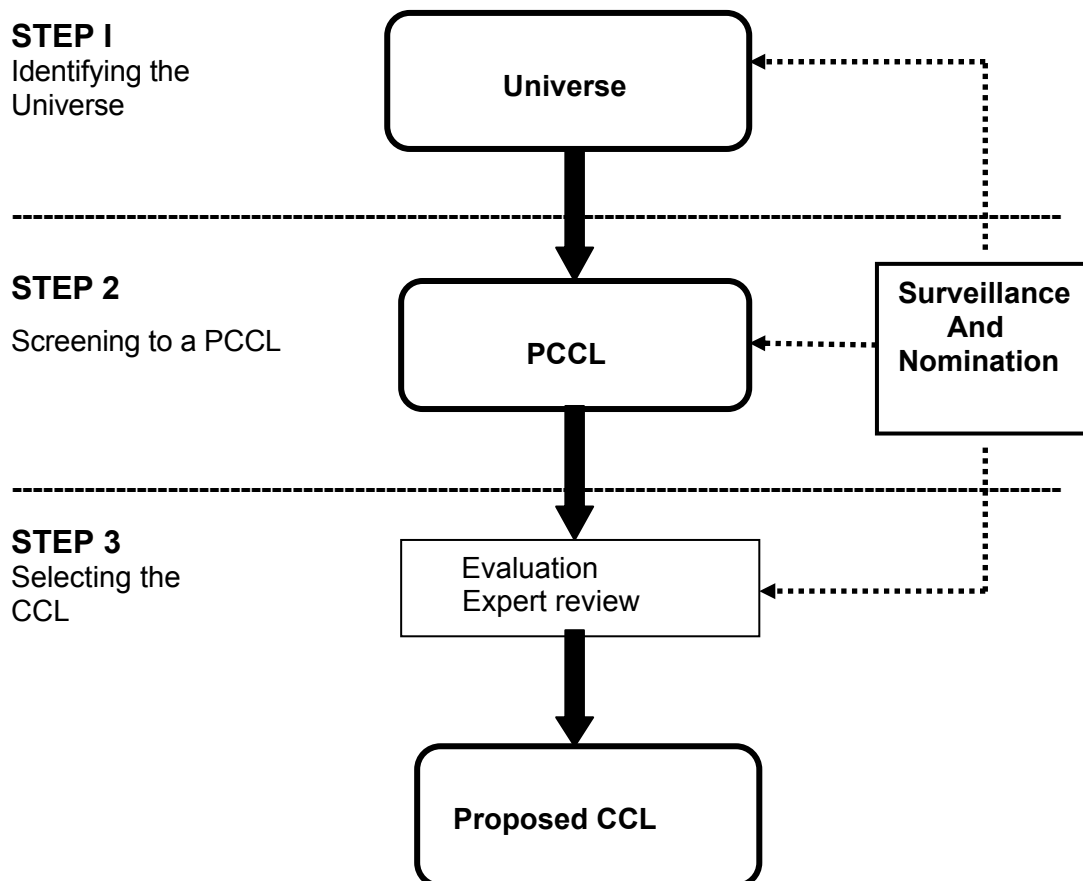 STEP I
Identifying the
Universe
Universe
STEP 2
Screening to a PCCL
PCCL
Surveillance
And
Nomination
STEP 3
Selecting the
CCL
Evaluation
Expert review
Proposed CCL